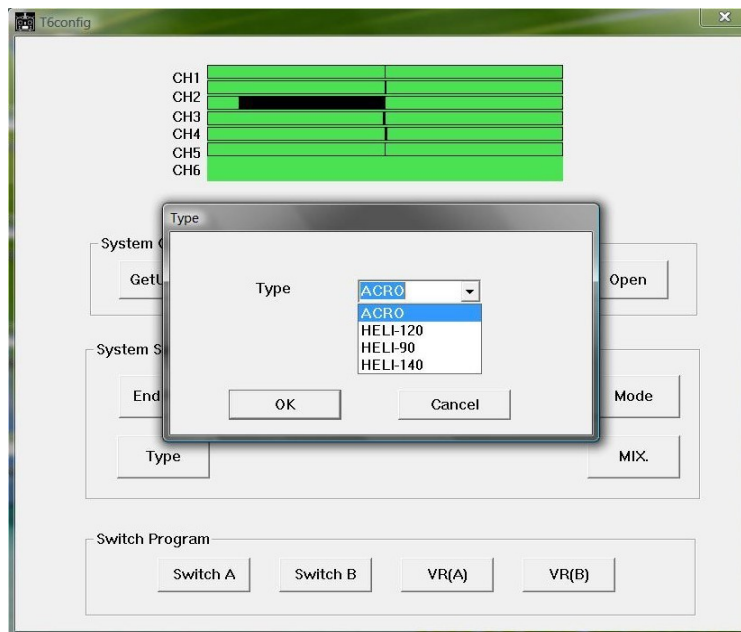 T6config
CH1
CH2
CH3
CH4
CH5
CH6
Type
System
Type ACRO
Open
ACRO
HELI-120
HELI-90
HELI-140
System S
End
OK Cancel
Mode
Type
MIX.
Switch Program
Switch A Switch B VR(A) VR(B)